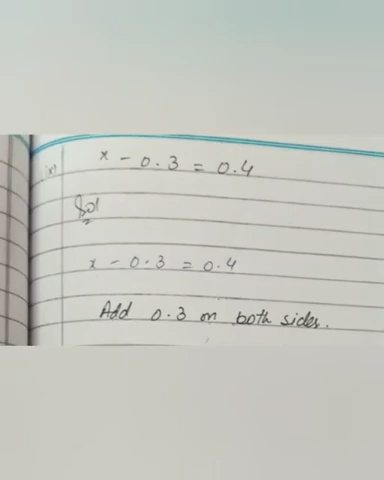 x - 0.3 = 0.4
Sol
x - 0.3 = 0.4
Add 0.3 on both sides.